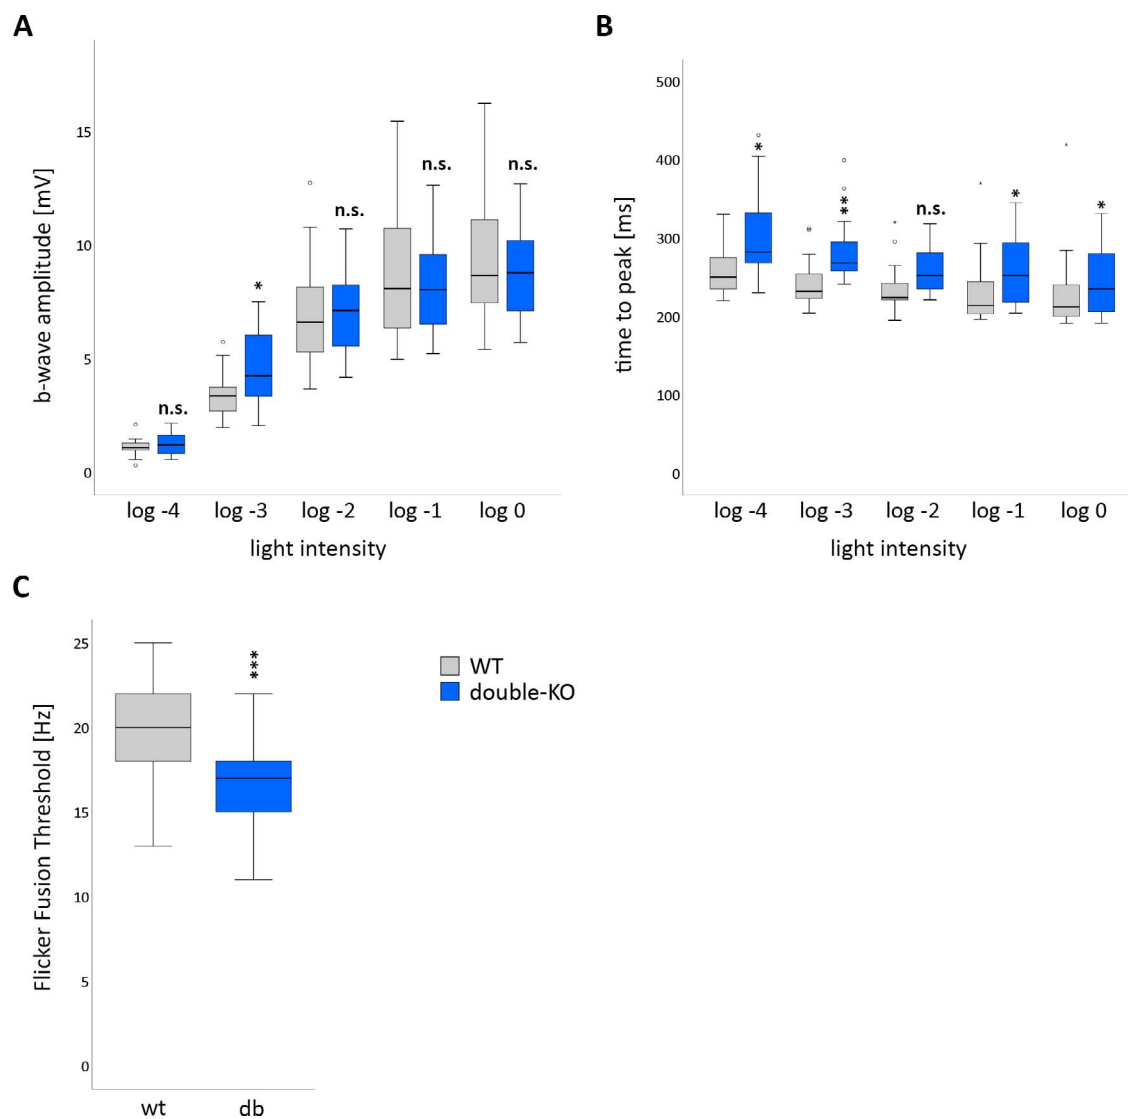 A
b-wave amplitude [mV]
15
10
5
0
n.s.
*
n.s.
n.s.
n.s.
log -4 log -3 log -2 log -1 log 0
light intensity
B
time to peak [ms]
500
400
300
200
100
0
*
**
n.s.
*
*
log -4 log -3 log -2 log -1 log 0
light intensity
C
Flicker Fusion Threshold [Hz]
25
20
15
10
5
0
***
wt db
WT
double-KO